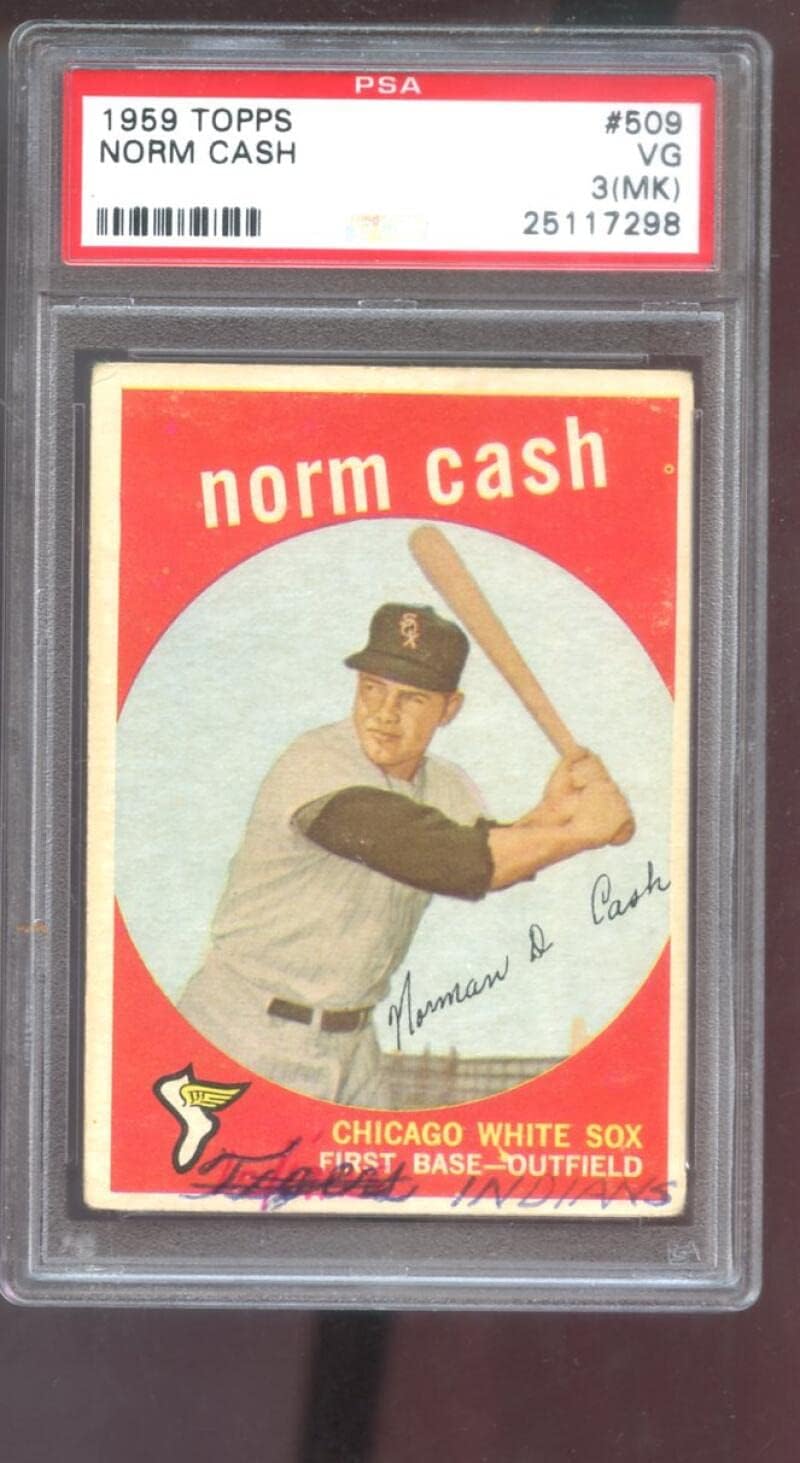 PSA
1959 TOPPS #509
NORM CASH VG
3(MK)
25117298
norm cash
SOX
Norman D Cash
CHICAGO WHITE SOX
FIRST BASE—OUTFIELD
Tigers INDIANS